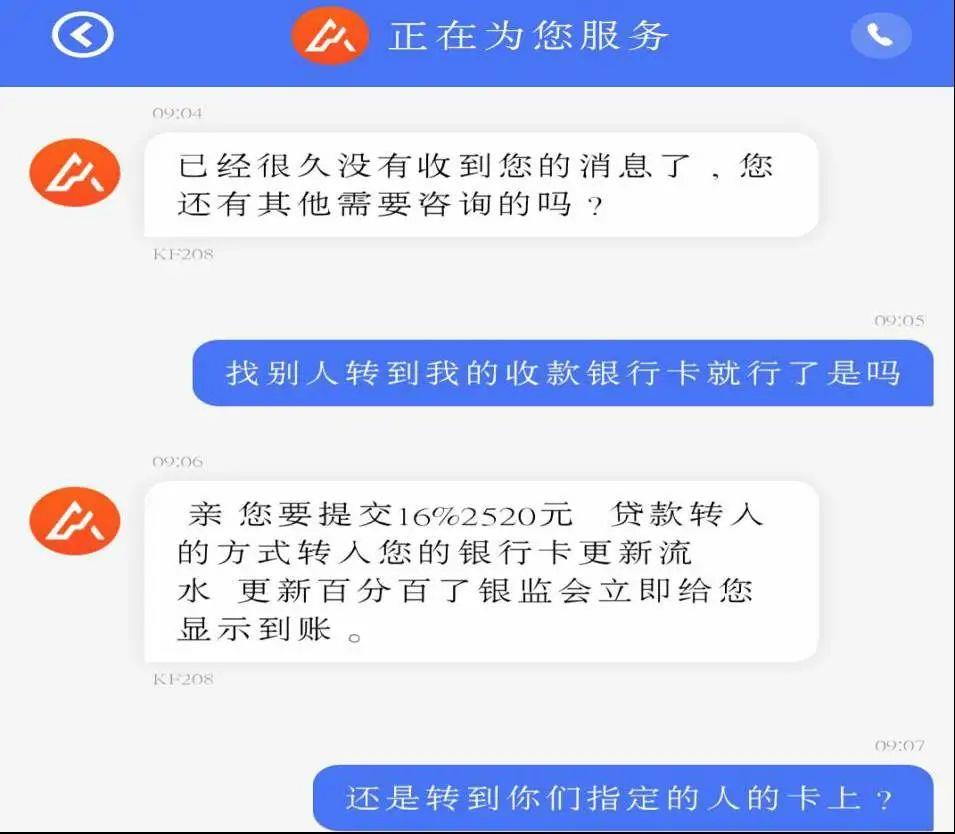 正在为您服务
09:04
已经很久没有收到您的消息了，您
还有其他需要咨询的吗?
KF208
09:05
找别人转到我的收款银行卡就行了是吗
09:06
亲 您要提交16%2520元 贷款转入
的方式转入您的银行卡更新流
水 更新百分百了银监会立即给您
显示到账。
KF208
09:07
还是转到你们指定的人的卡上?